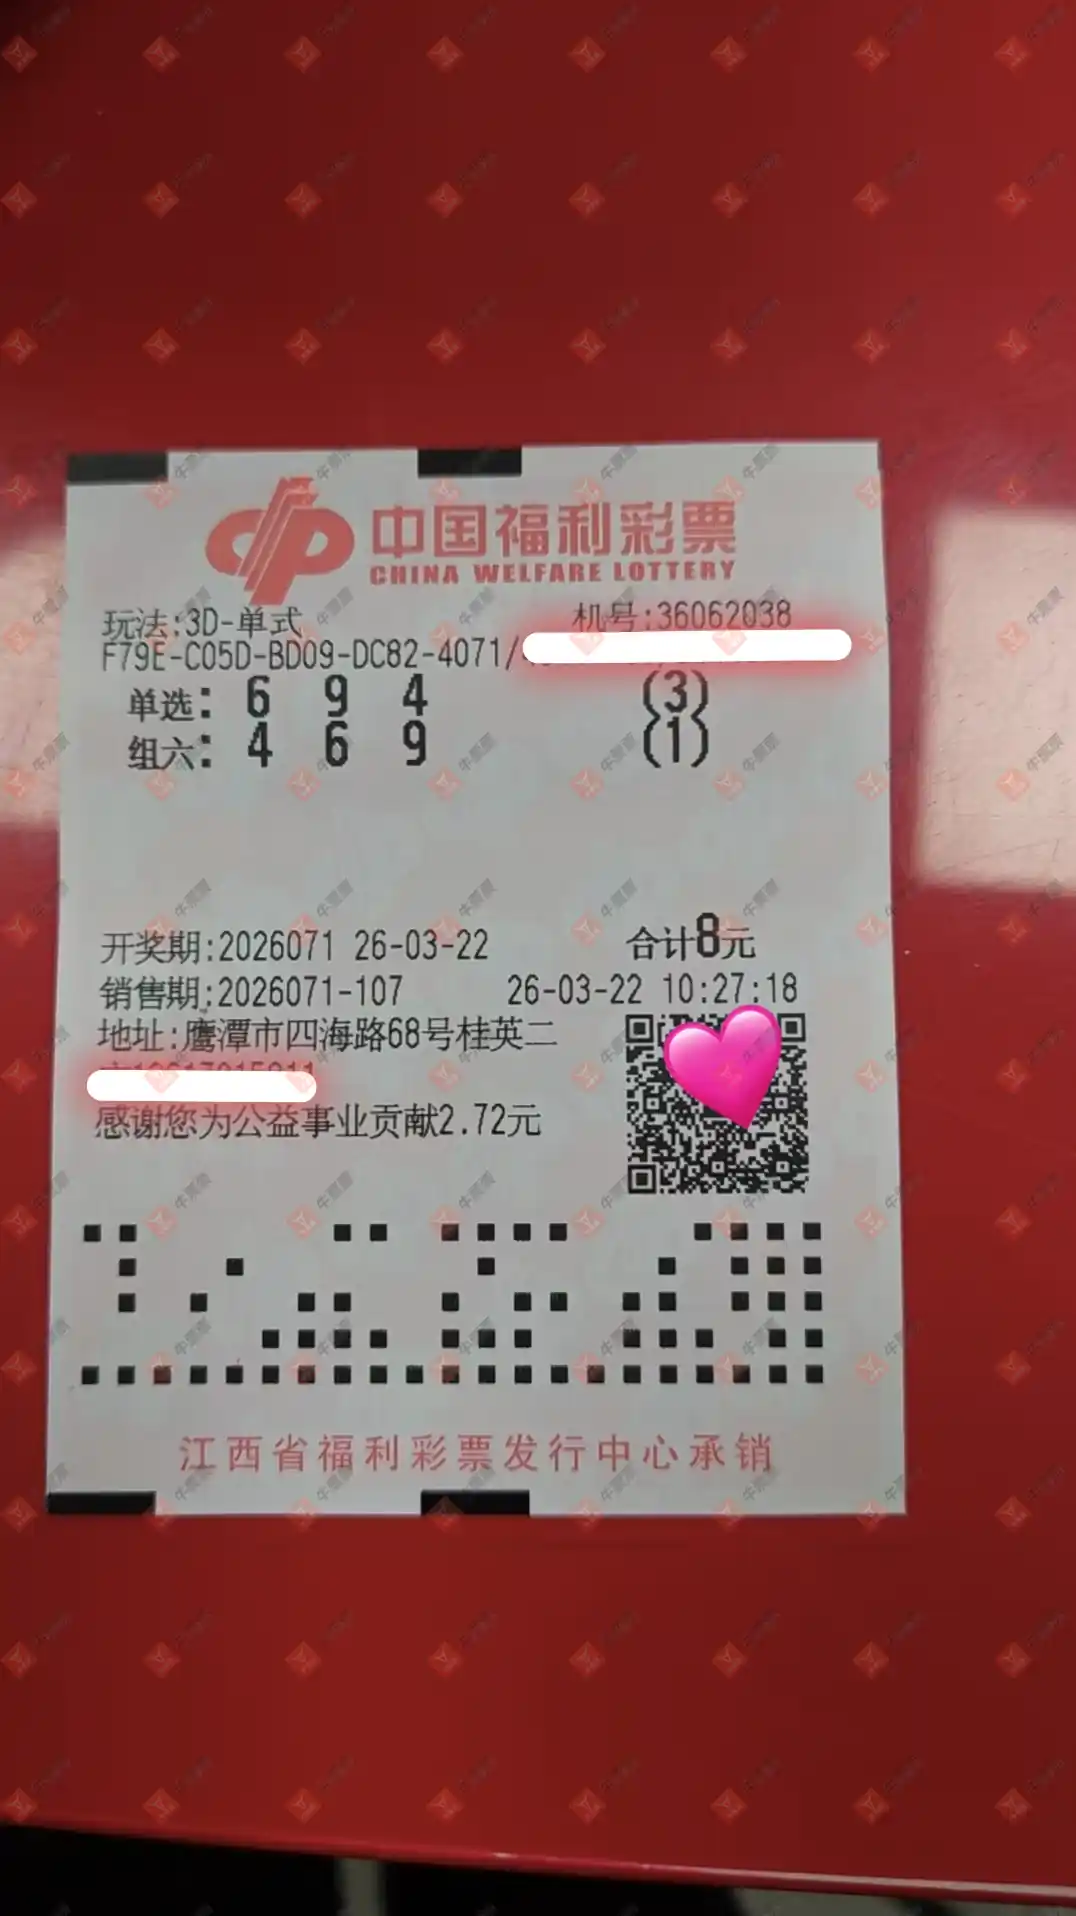 中国福利彩票
CHINA WELFARE LOTTERY
玩法:3D-单式 机号:36062038
F79E-C05D-BD09-DC82-4071/
单选: 6 9 4 (3)
组六: 4 6 9 (1)
开奖期:2026071 26-03-22 合计8元
销售期:2026071-107 26-03-22 10:27:18
地址:鹰潭市四海路68号桂英二
感谢您为公益事业贡献2.72元
江西省福利彩票发行中心承销